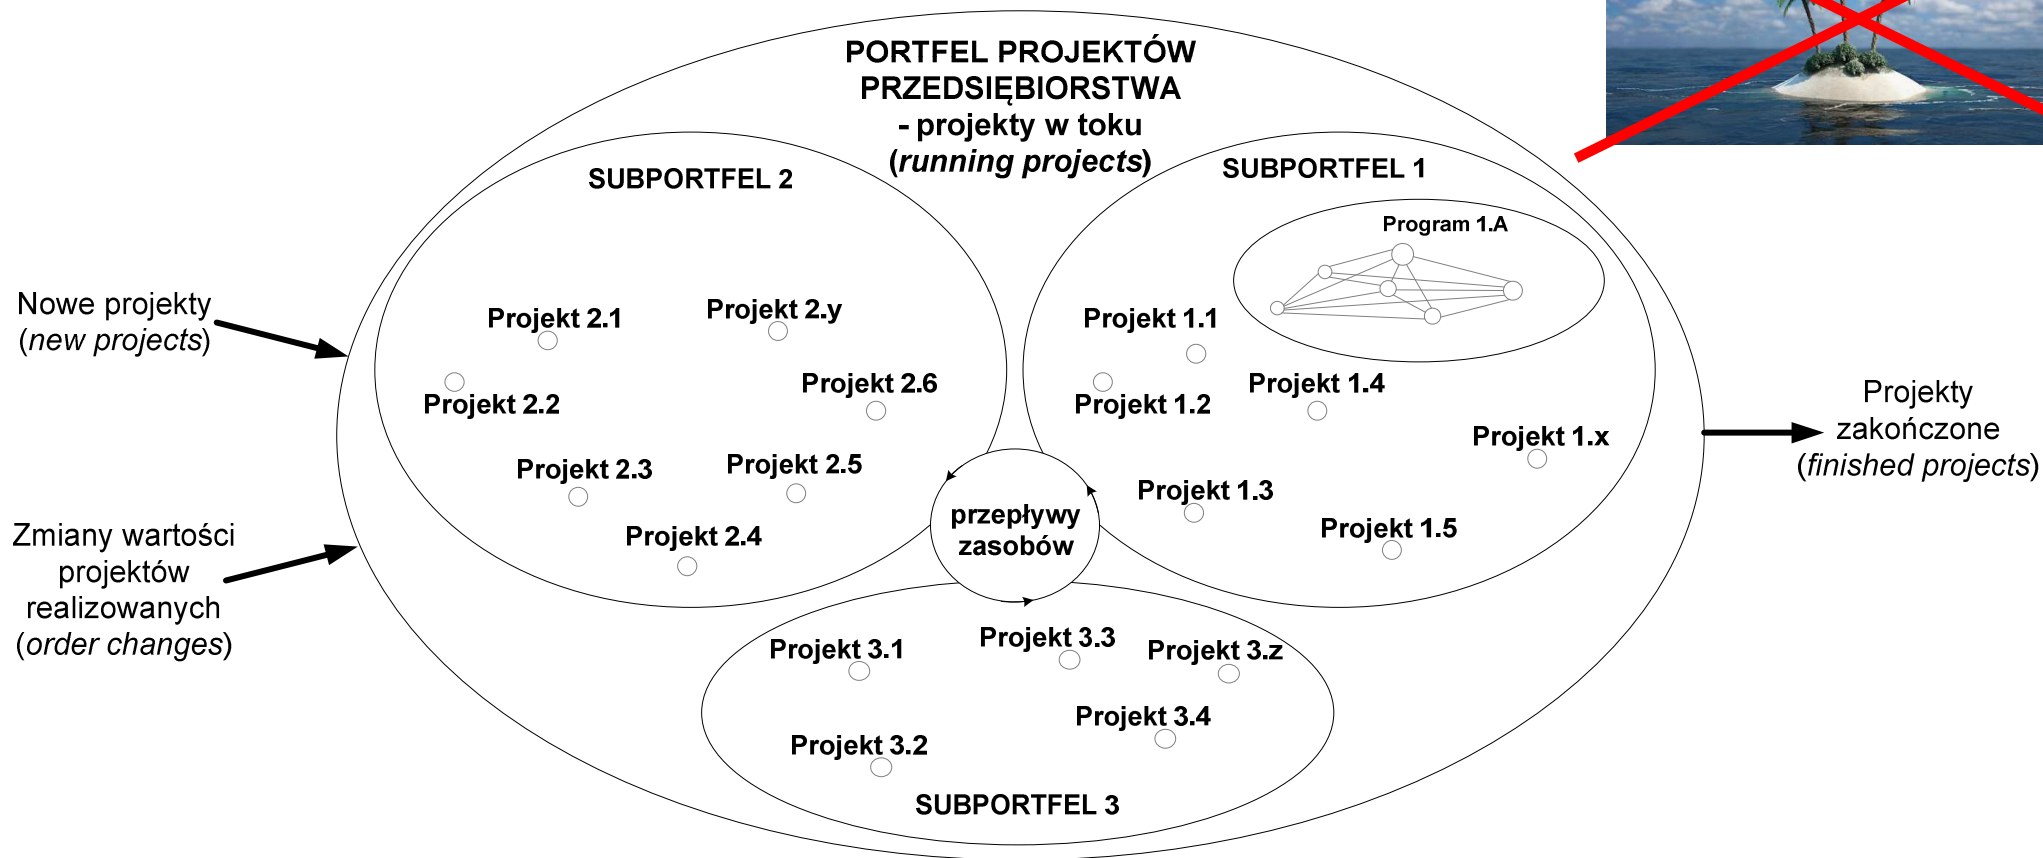 PORTFEL PROJEKTÓW
PRZEDSIĘBIORSTWA
- projekty w toku
(running projects)
SUBPORTFEL 2
SUBPORTFEL 1
Program 1.A
Nowe projekty
(new projects)
Projekt 2.1
Projekt 2.y
Projekt 2.2
Projekt 2.6
Projekt 2.3
Projekt 2.5
Projekt 2.4
Projekt 1.1
Projekt 1.2
Projekt 1.4
Projekt 1.x
Projekt 1.3
Projekt 1.5
Projekty
zakończone
(finished projects)
przepływy
zasobów
Zmiany wartości
projektów
realizowanych
(order changes)
Projekt 3.1
Projekt 3.3
Projekt 3.z
Projekt 3.4
Projekt 3.2
SUBPORTFEL 3